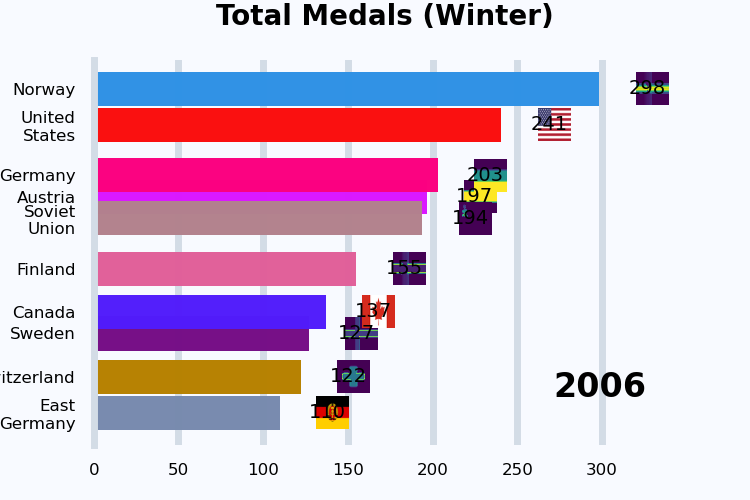 Total Medals (Winter)
Norway 298
United
States 241
Germany 203
Austria 197
Soviet
Union 194
Finland 155
Canada 137
Sweden 127
itzerland 122
2006
East
Germany 110
0 50 100 150 200 250 300